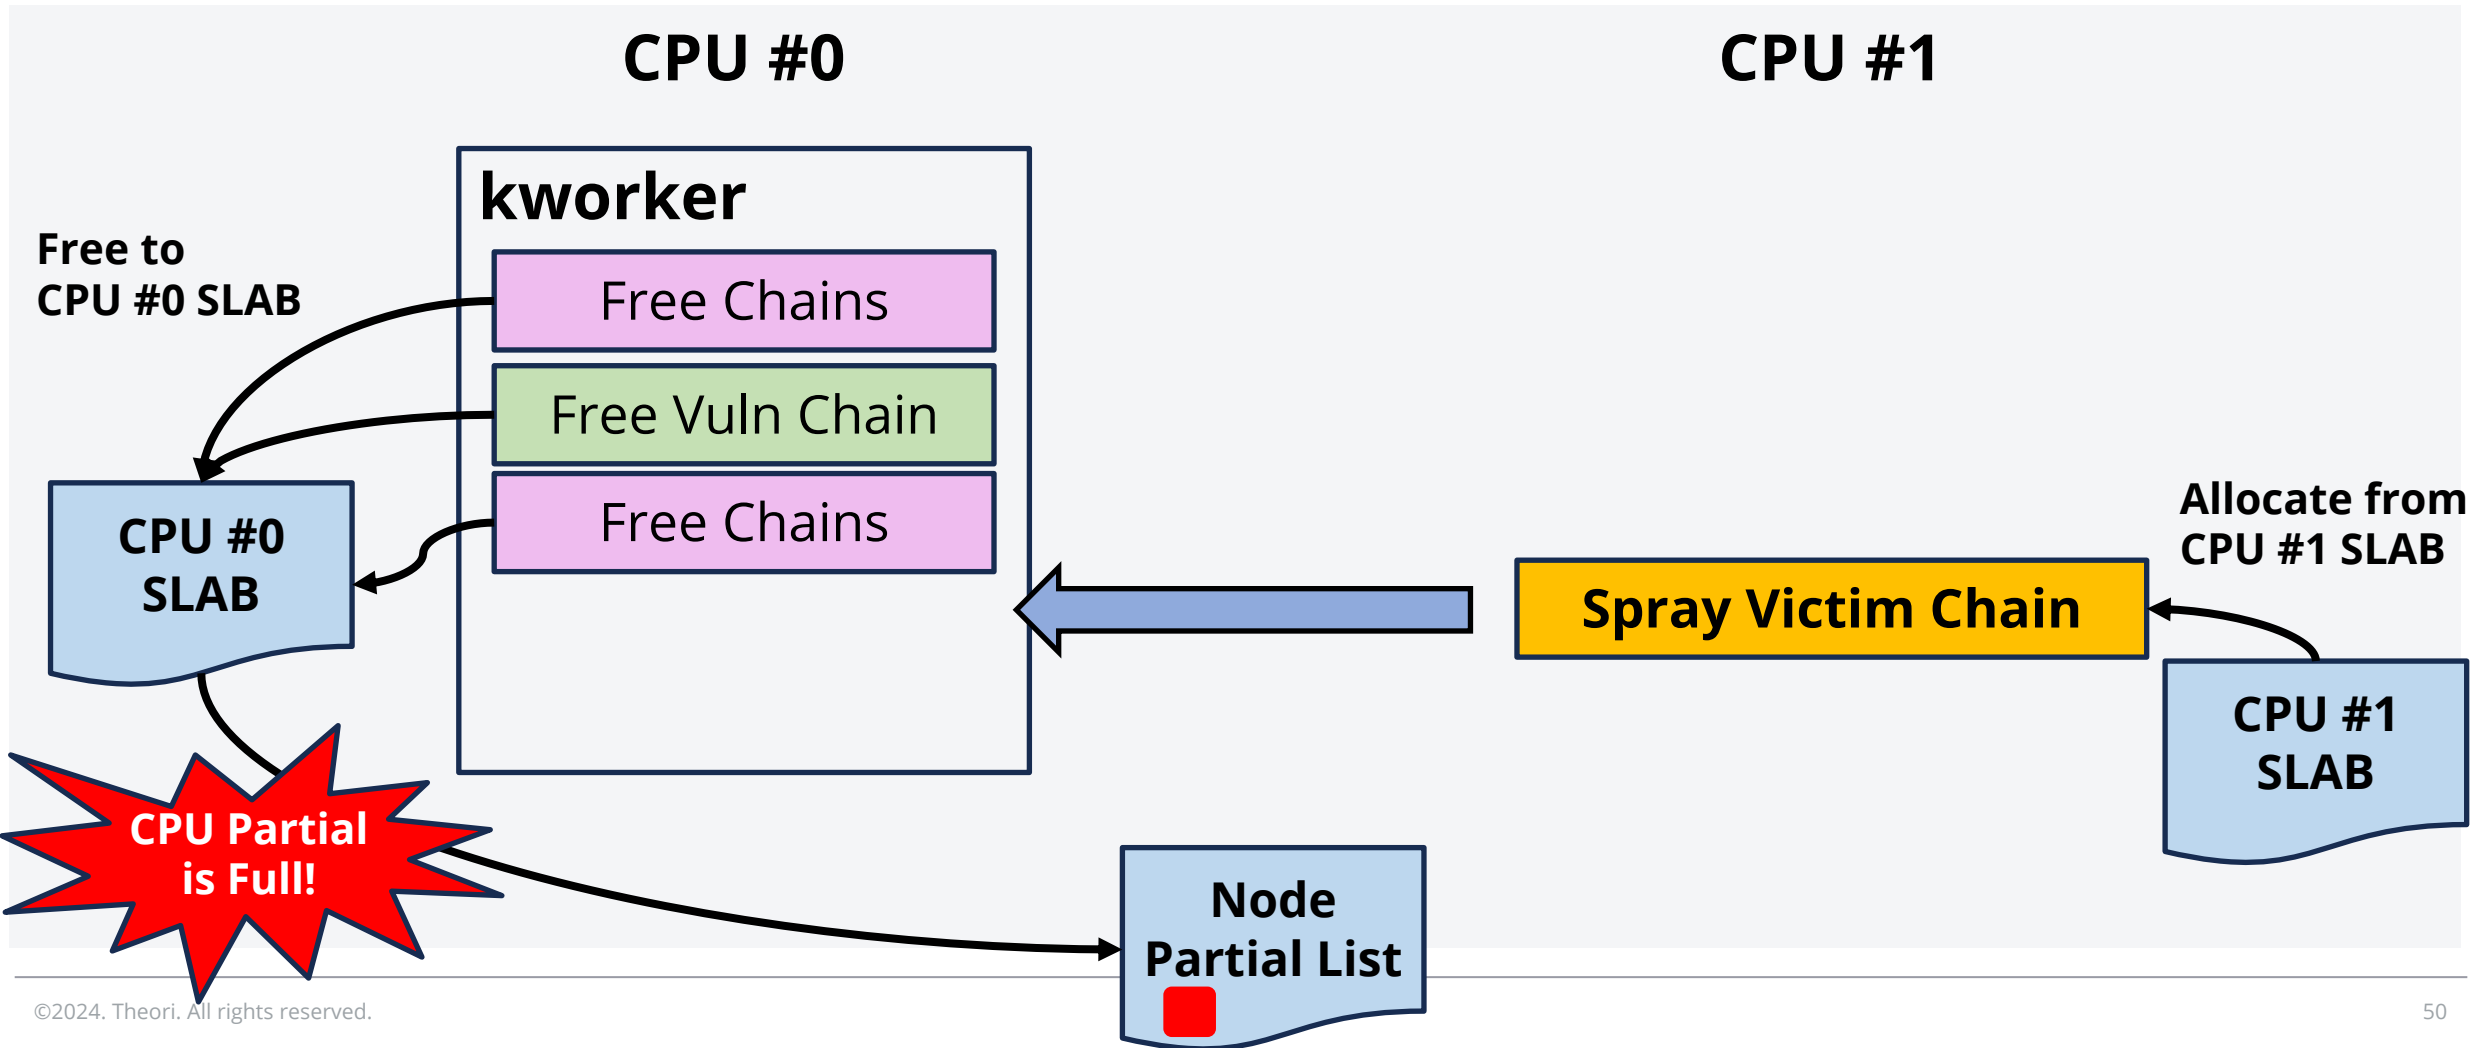 CPU #0
CPU #1
kworker
Free to
CPU #0 SLAB
Free Chains
Free Vuln Chain
Free Chains
CPU #0
SLAB
Allocate from
CPU #1 SLAB
Spray Victim Chain
CPU #1
SLAB
CPU Partial
is Full!
Node
Partial List
©2024. Theori. All rights reserved.
50